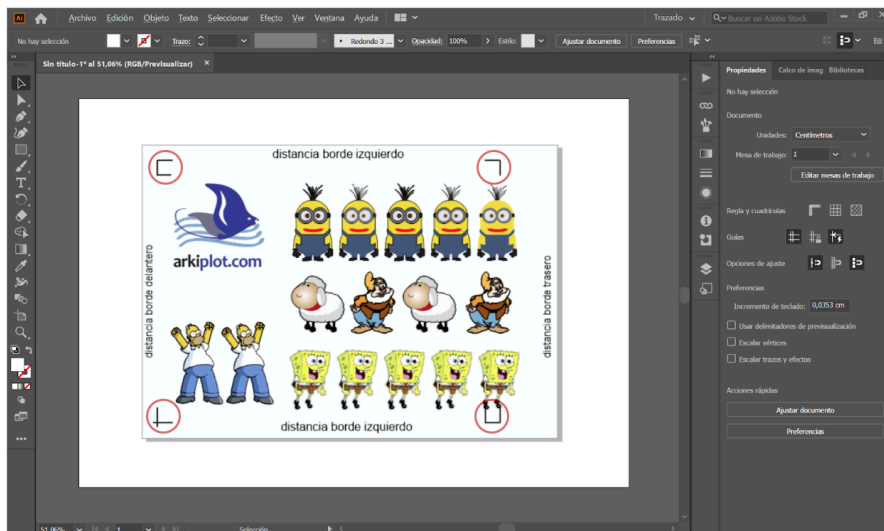 Ai Archivo Edición Objeto Texto Seleccionar Efecto Ver Ventana Ayuda Trazado Buscar en Adobe Stock
No hay selección Trazo: Redondo 3 ... Opacidad: 100% Estilo: Ajustar documento Preferencias
Sin título-1* al 51,06% (RGB/Previsualizar) ×
distancia borde izquierdo
distancia borde delantero
arkiplot.com
distancia borde trasero
distancia borde izquierdo
51,06% 1 Selección
Propiedades Calco de imag Bibliotecas
No hay selección
Documento
Unidades: Centímetros
Mesa de trabajo: 1
Editar mesas de trabajo
Regla y cuadrículas
Guías
Opciones de ajuste
Preferencias
Incremento de teclado: 0,0353 cm
Usar delimitadores de previsualización
Escalar vértices
Escalar trazos y efectos
Acciones rápidas
Ajustar documento
Preferencias